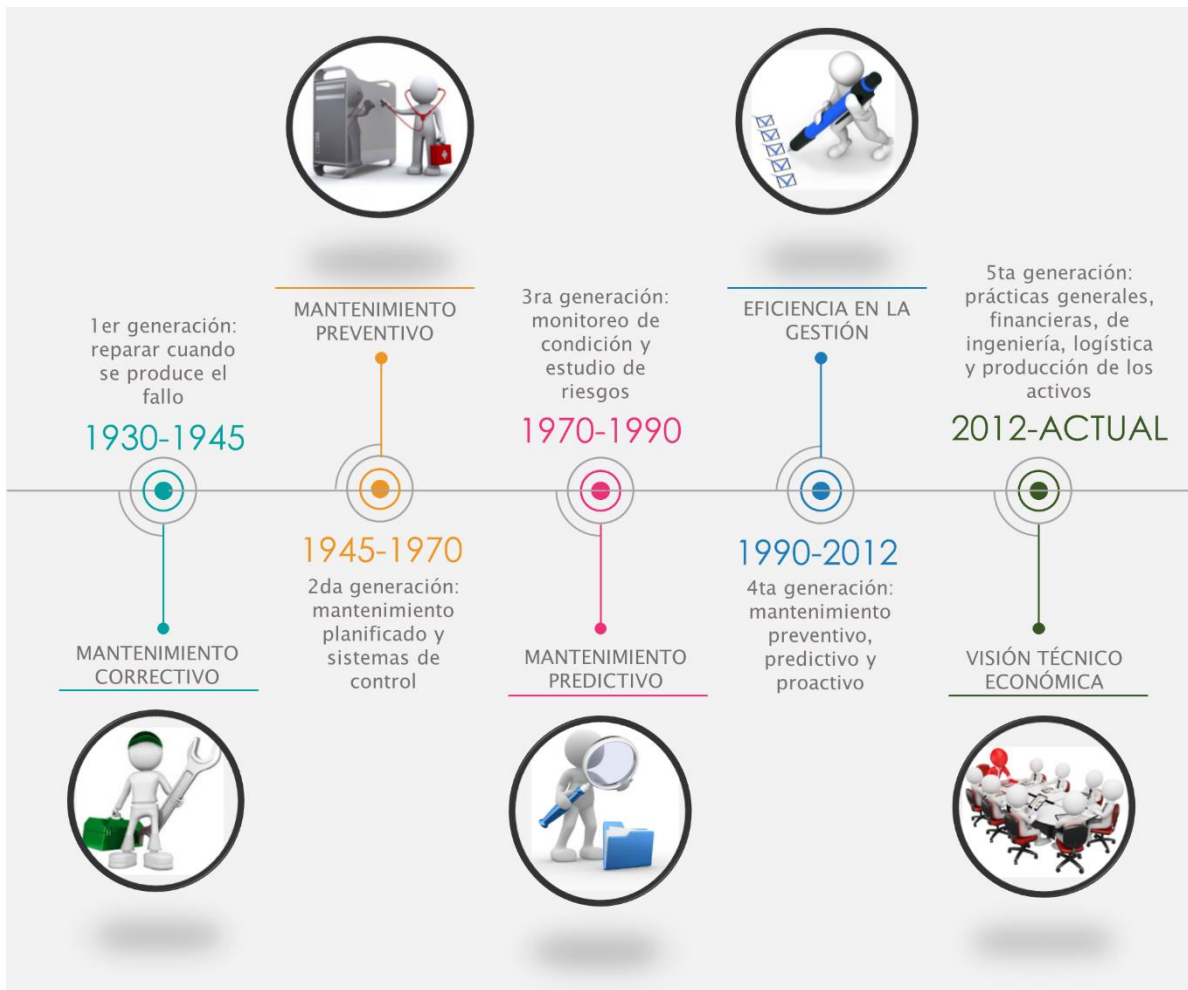 1er generación:
reparar cuando
se produce el
fallo
1930-1945
MANTENIMIENTO
CORRECTIVO
MANTENIMIENTO
PREVENTIVO
1945-1970
2da generación:
mantenimiento
planificado y
sistemas de
control
3ra generación:
monitoreo de
condición y
estudio de
riesgos
1970-1990
MANTENIMIENTO
PREDICTIVO
EFICIENCIA EN LA
GESTIÓN
1990-2012
4ta generación:
mantenimiento
preventivo,
predictivo y
proactivo
5ta generación:
prácticas generales,
financieras, de
ingeniería, logística
y producción de los
activos
2012-ACTUAL
VISIÓN TÉCNICO
ECONÓMICA